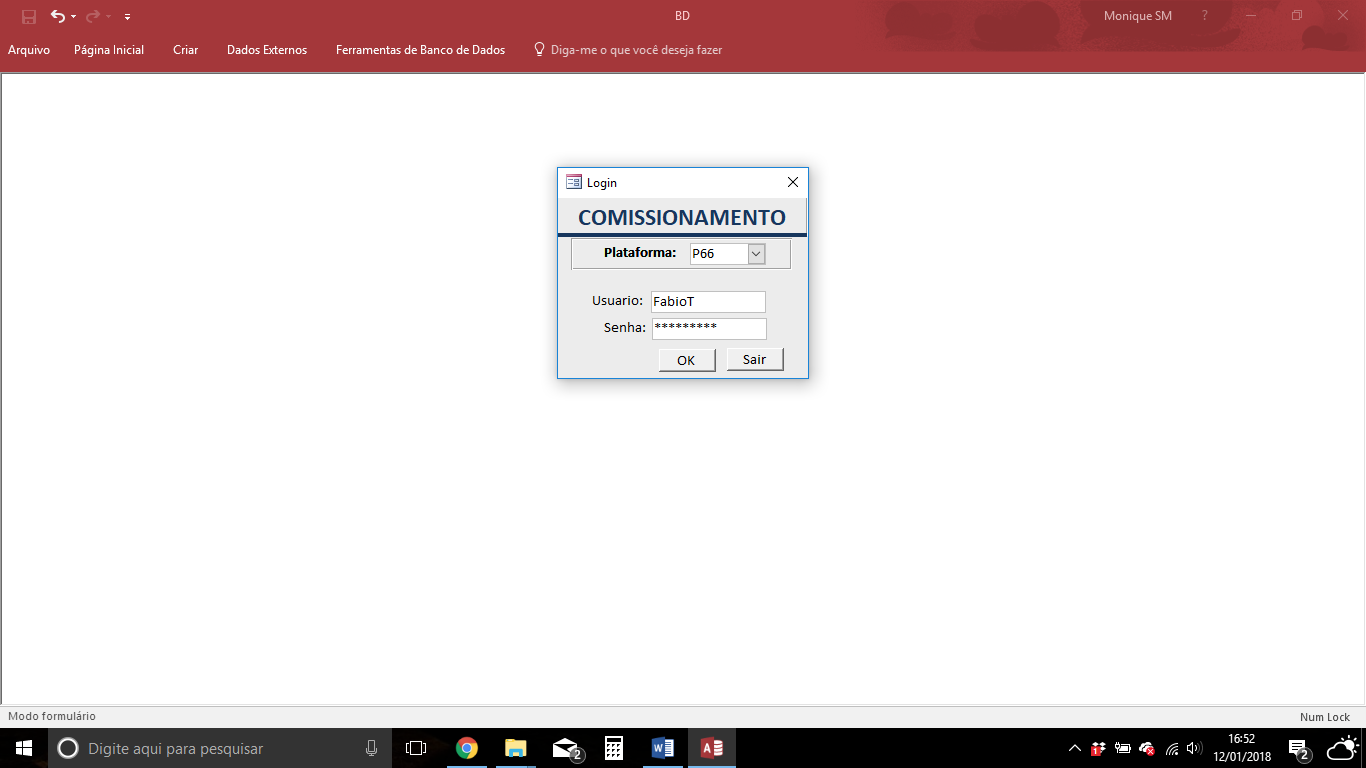 BD
Monique SM
?
Arquivo Página Inicial Criar Dados Externos Ferramentas de Banco de Dados Diga-me o que você deseja fazer
Login
COMISSIONAMENTO
Plataforma: P66
Usuario: FabioT
Senha: *********
OK Sair
Modo formulário
Num Lock
Digite aqui para pesquisar
2
1
16:52
12/01/2018
2